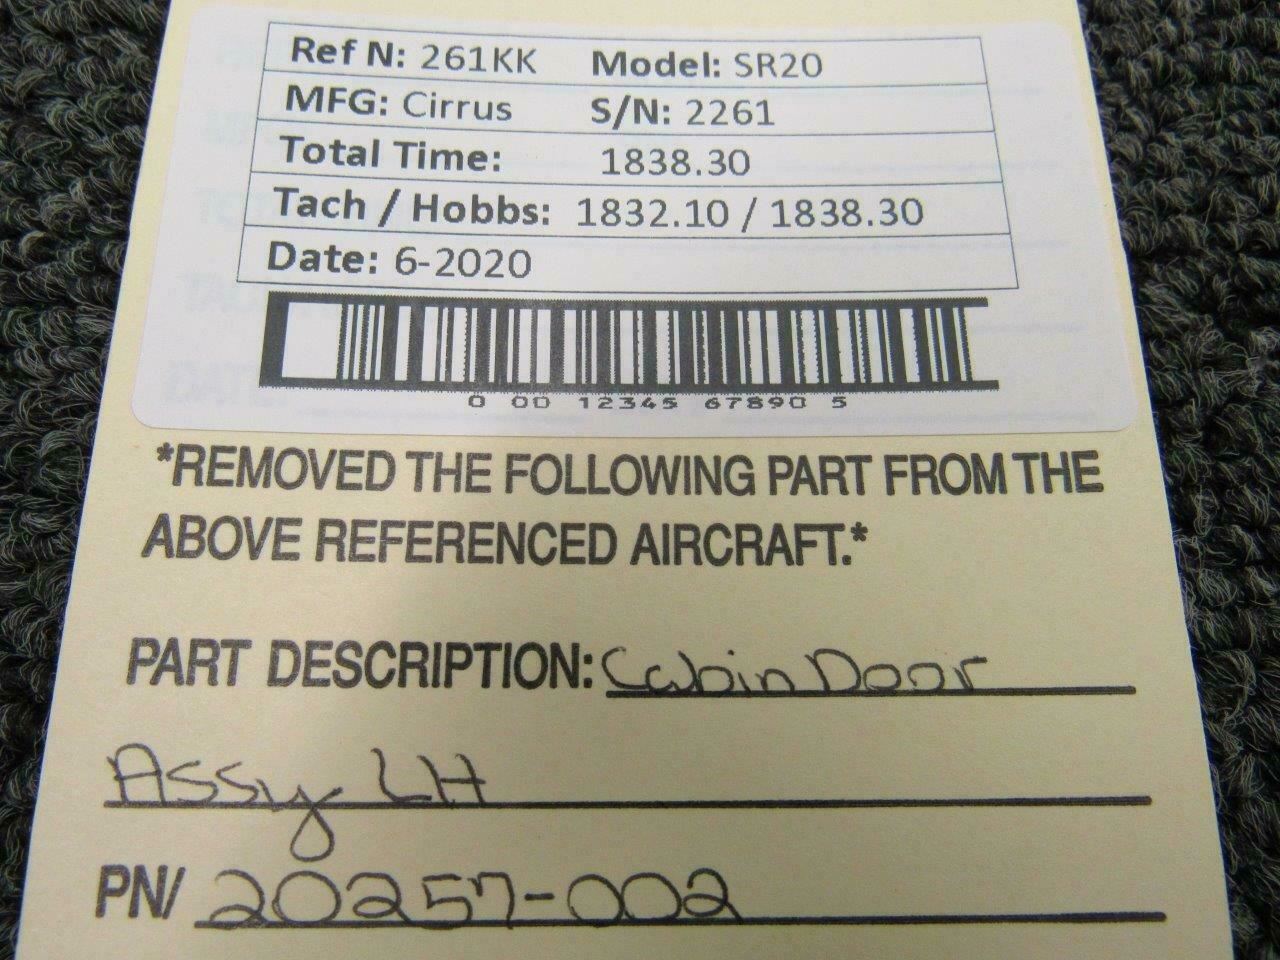 Ref N: 261KK Model: SR20
MFG: Cirrus S/N: 2261
Total Time: 1838.30
Tach / Hobbs: 1832.10 / 1838.30
Date: 6-2020
0 00 12345 67890 5
*REMOVED THE FOLLOWING PART FROM THE
ABOVE REFERENCED AIRCRAFT.*
PART DESCRIPTION: Cabin Door
Assy LH
PN/ 20257-002